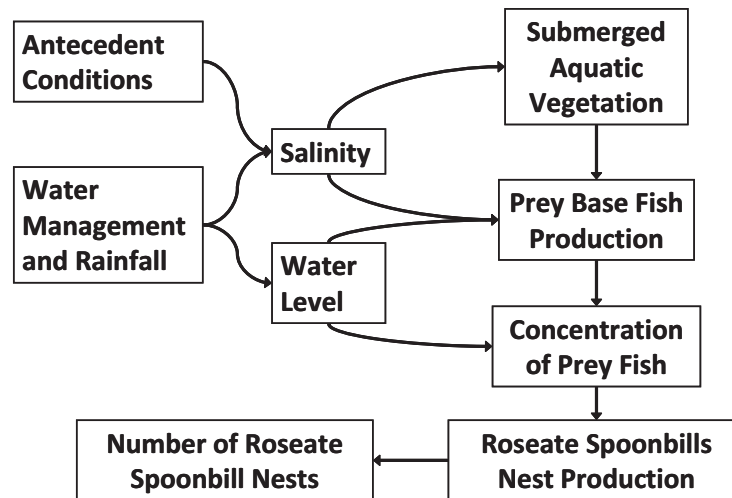 Antecedent
Conditions
Submerged
Aquatic
Vegetation
Salinity
Water
Management
and Rainfall
Prey Base Fish
Production
Water
Level
Concentration
of Prey Fish
Number of Roseate
Spoonbill Nests
Roseate Spoonbills
Nest Production